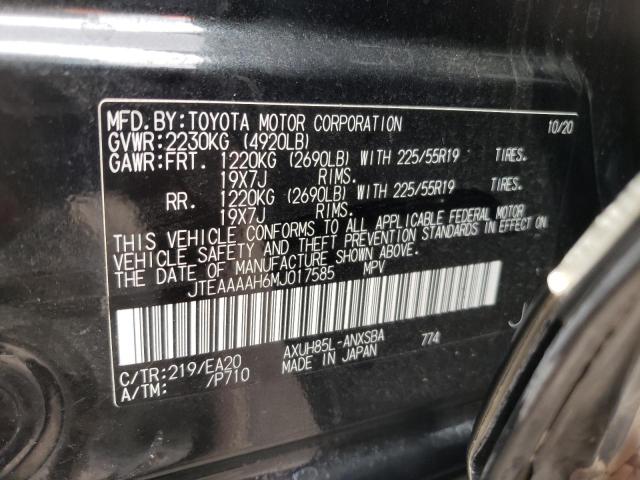 MFD.BY:TOYOTA MOTOR CORPORATION 10/20
GVWR:2230KG (4920LB)
GAWR:FRT. 1220KG (2690LB) WITH 225/55R19 TIRES.
19X7J RIMS.
RR. 1220KG (2690LB) WITH 225/55R19 TIRES.
19X7J RIMS.
THIS VEHICLE CONFORMS TO ALL APPLICABLE FEDERAL MOTOR
VEHICLE SAFETY AND THEFT PREVENTION STANDARDS IN EFFECT ON
THE DATE OF MANUFACTURE SHOWN ABOVE.
JTEAAAAH6MJ017585 MPV
C/TR:219/EA20 AXUH85L-ANXSBA 774
A/TM: /P710 MADE IN JAPAN